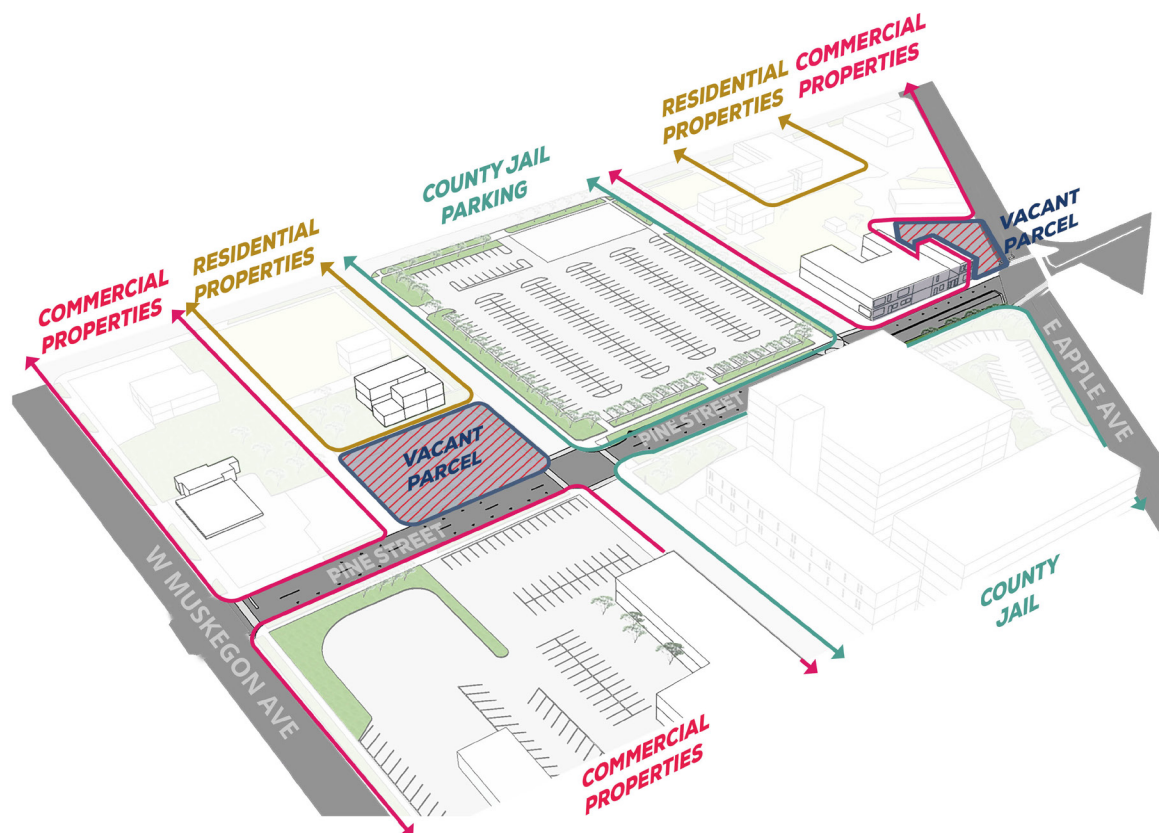 COMMERCIAL
PROPERTIES
RESIDENTIAL
PROPERTIES
COUNTY JAIL
PARKING
RESIDENTIAL
PROPERTIES
COMMERCIAL
PROPERTIES
VACANT
PARCEL
VACANT
PARCEL
PINE STREET
PINE STREET
E APPLE AVE
W MUSKEGON AVE
COUNTY
JAIL
COMMERCIAL
PROPERTIES